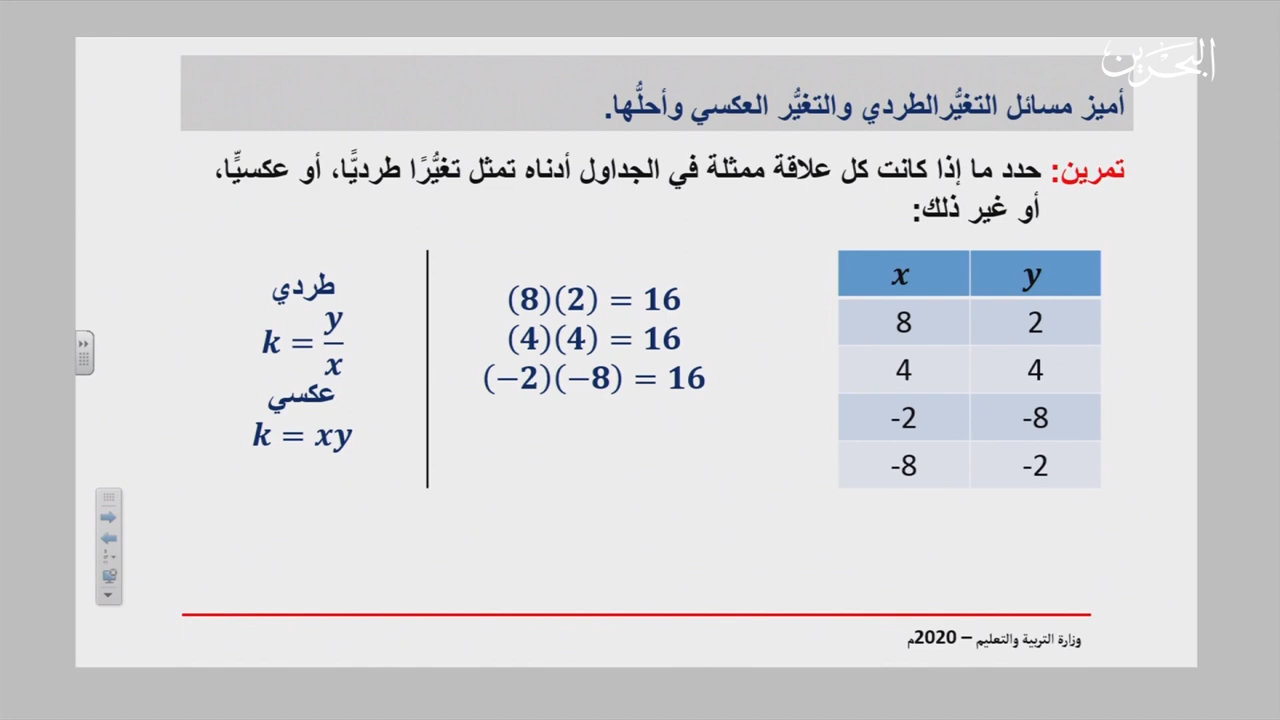 البحرين
أميز مسائل التغيُّرالطردي والتغيُّر العكسي وأحلُّها.
تمرين: حدد ما إذا كانت كل علاقة ممثلة في الجداول أدناه تمثل تغيُّرًا طرديًّا، أو عكسيًّا،
أو غير ذلك:
x y
8 2
4 4
-2 -8
-8 -2
(8)(2) = 16
(4)(4) = 16
(−2)(−8) = 16
طردي
k = y/x
عكسي
k = xy
وزارة التربية والتعليم – 2020م